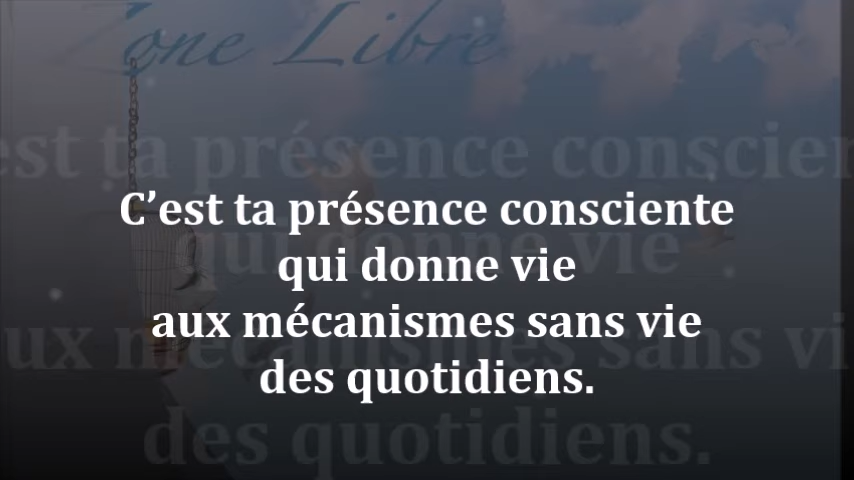 Zone Libre
C’est ta présence consciente
qui donne vie
aux mécanismes sans vie
des quotidiens.